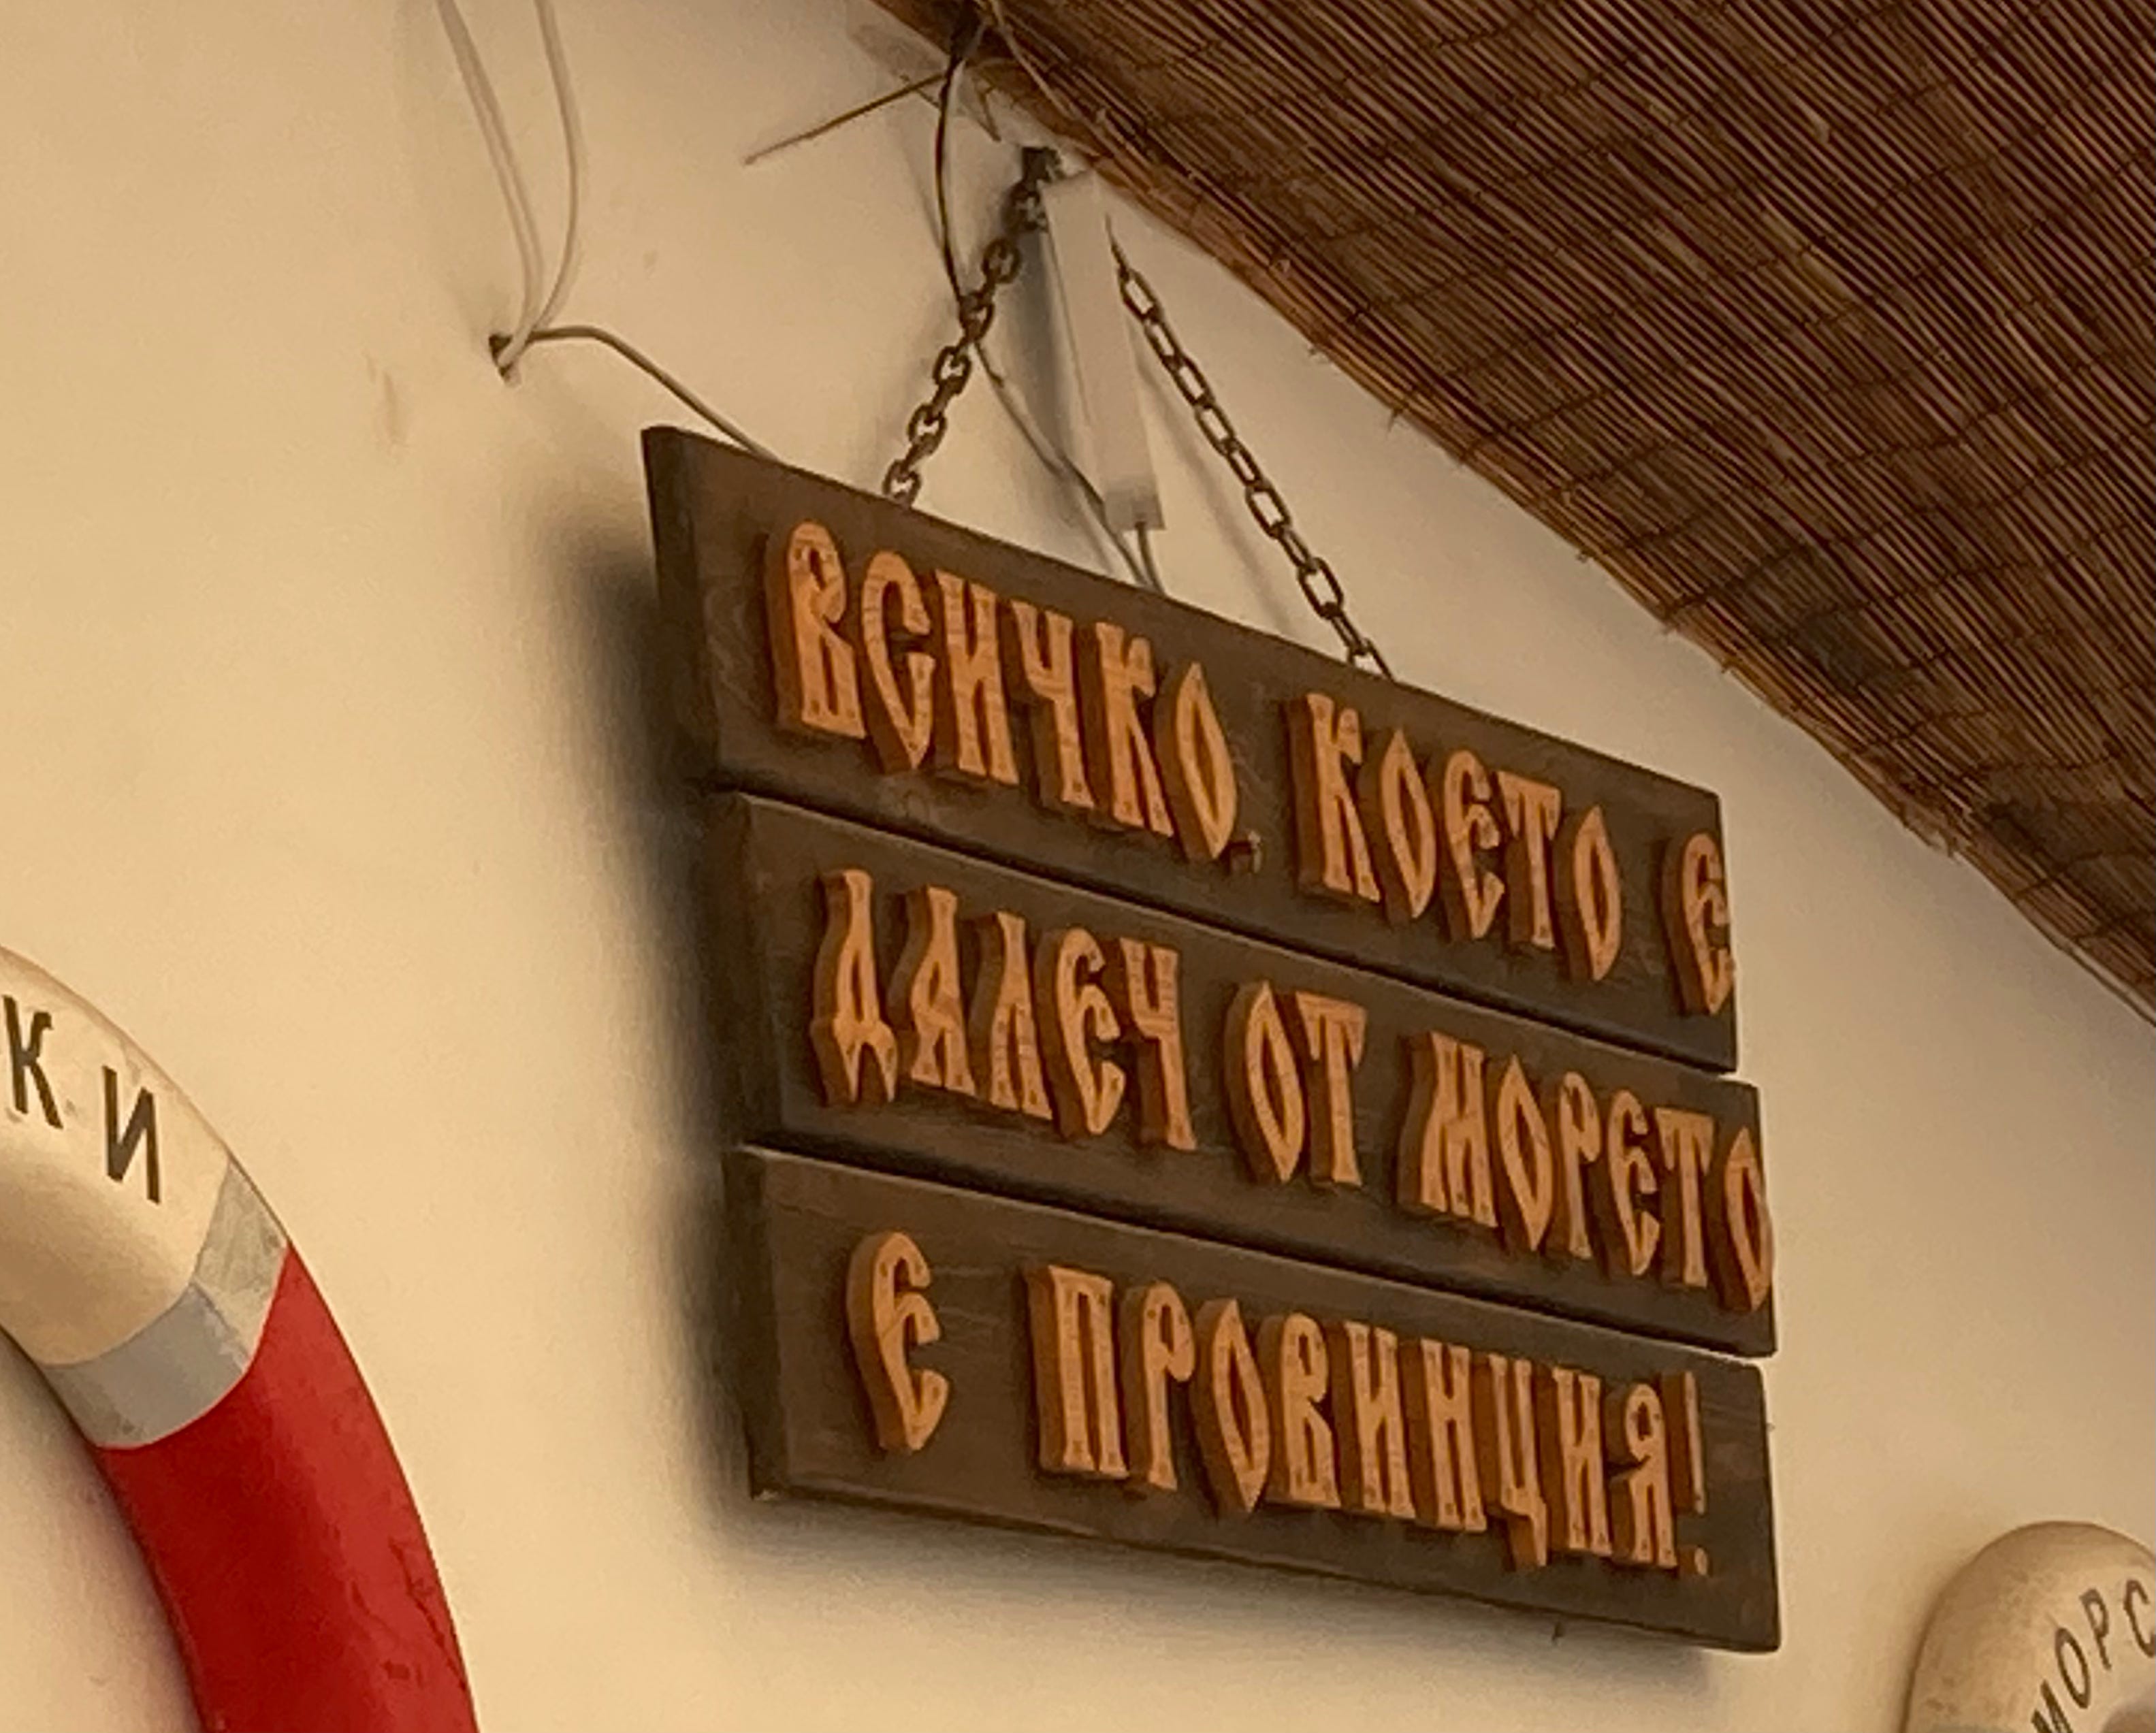 ВСИЧКО, КОЕТО Е
ДАЛЕЧ ОТ МОРЕТО
Е ПРОВИНЦИЯ!
КИ
МОРС